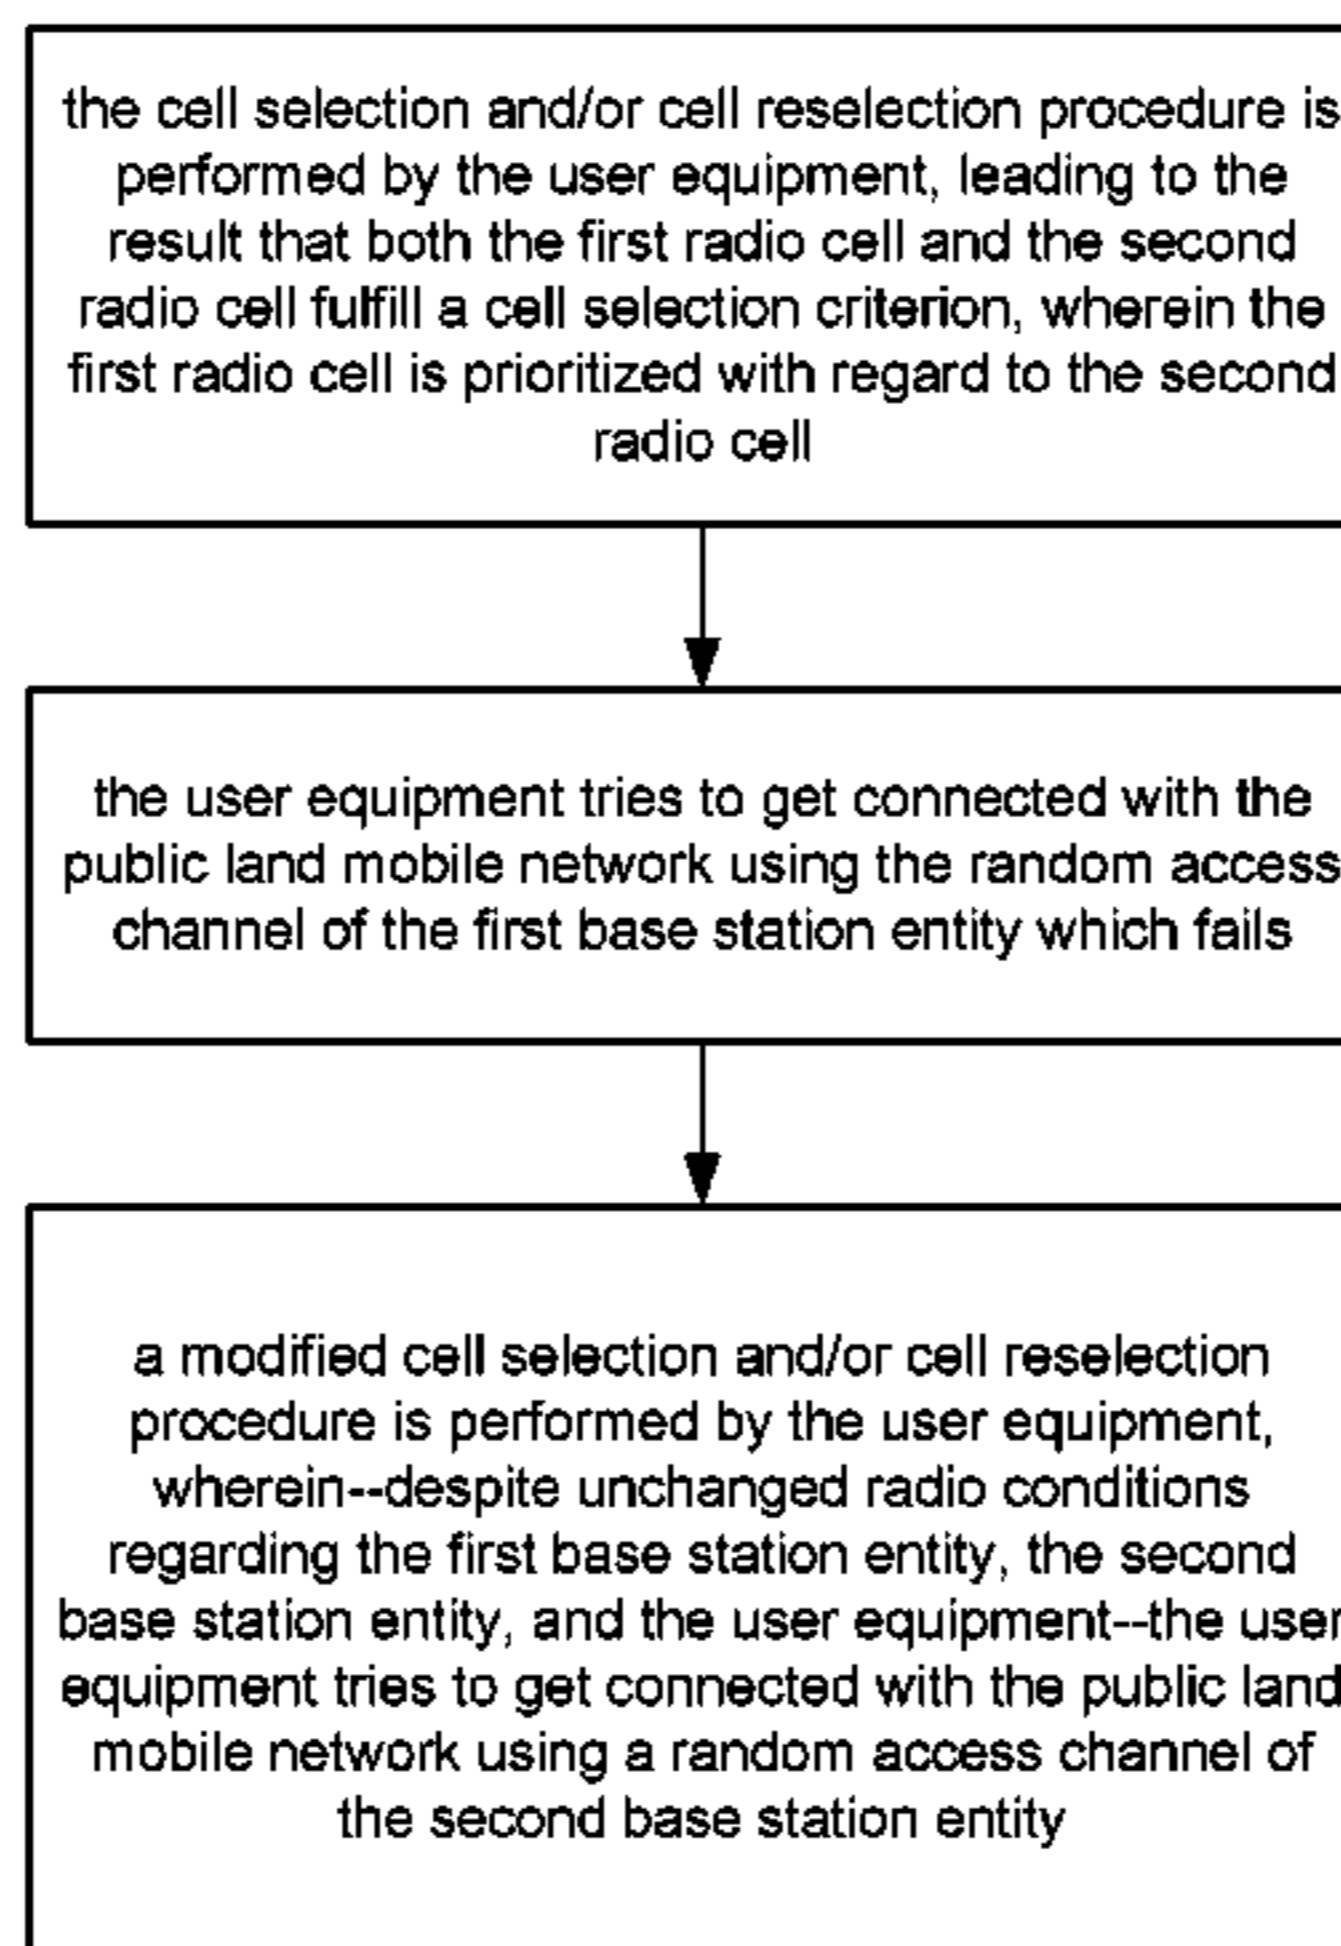 the cell selection and/or cell reselection procedure is
performed by the user equipment, leading to the
result that both the first radio cell and the second
radio cell fulfill a cell selection criterion, wherein the
first radio cell is prioritized with regard to the second
radio cell
the user equipment tries to get connected with the
public land mobile network using the random access
channel of the first base station entity which fails
a modified cell selection and/or cell reselection
procedure is performed by the user equipment,
wherein--despite unchanged radio conditions
regarding the first base station entity, the second
base station entity, and the user equipment--the user
equipment tries to get connected with the public land
mobile network using a random access channel of
the second base station entity